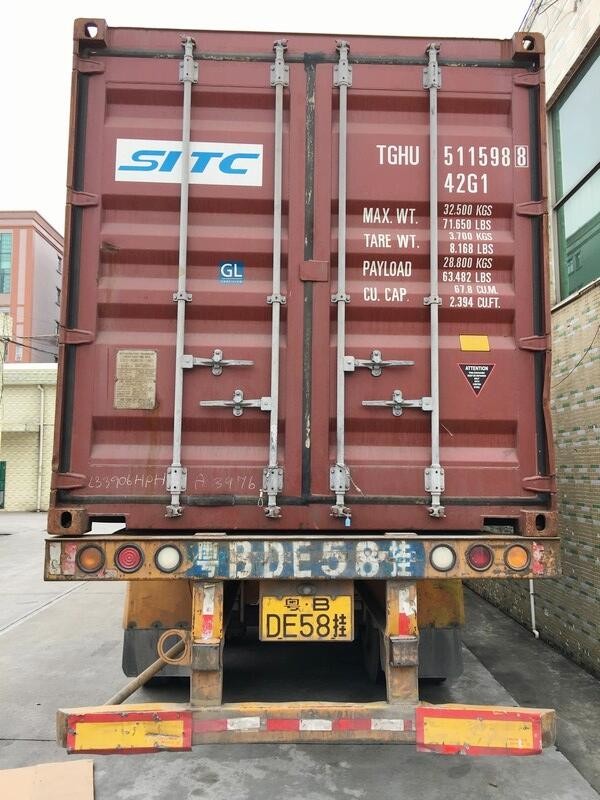 SITC
TGHU 511598 8
42G1
MAX. WT. 32.500 KGS
71.650 LBS
TARE WT. 3.700 KGS
8.168 LBS
PAYLOAD 28.800 KGS
63.482 LBS
CU. CAP. 67.8 CU.M.
2.394 CU.FT.
GL
ATTENTION
粤BDE58挂
粤·B
DE58挂